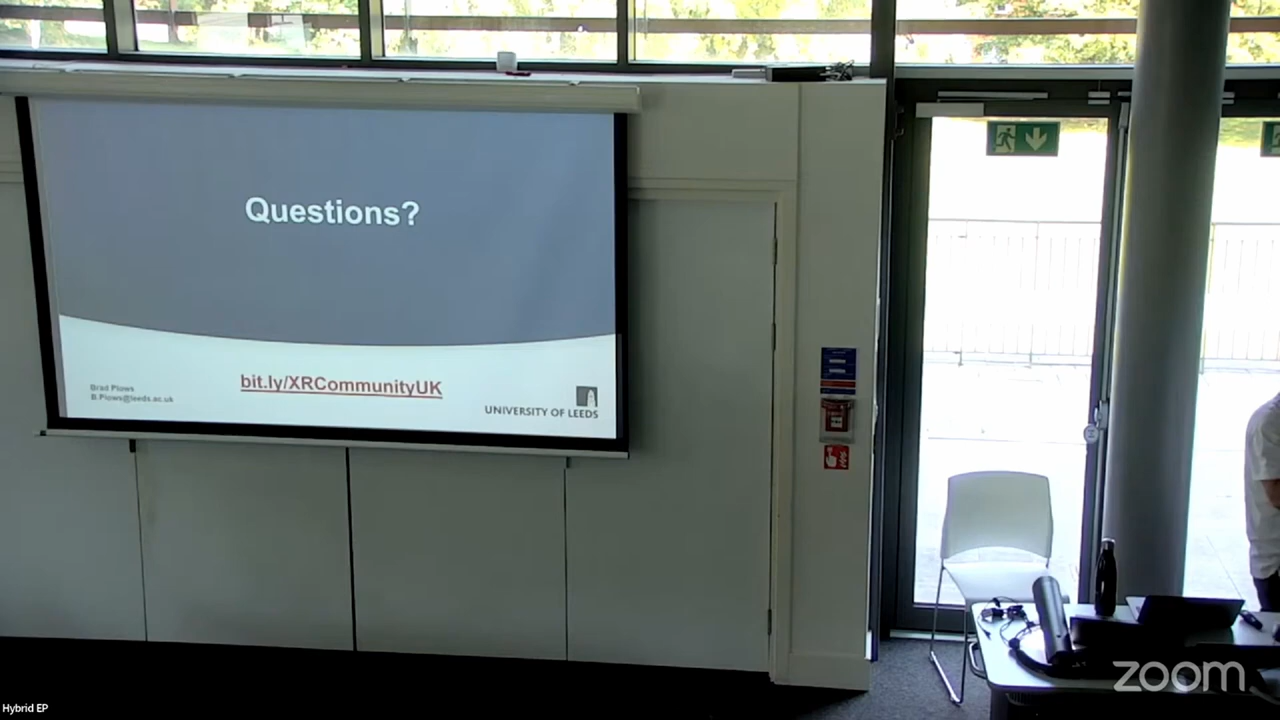 Questions?
bit.ly/XRCommunityUK
Brad Plows
B.Plows@leeds.ac.uk
UNIVERSITY OF LEEDS
zoom
Hybrid EP